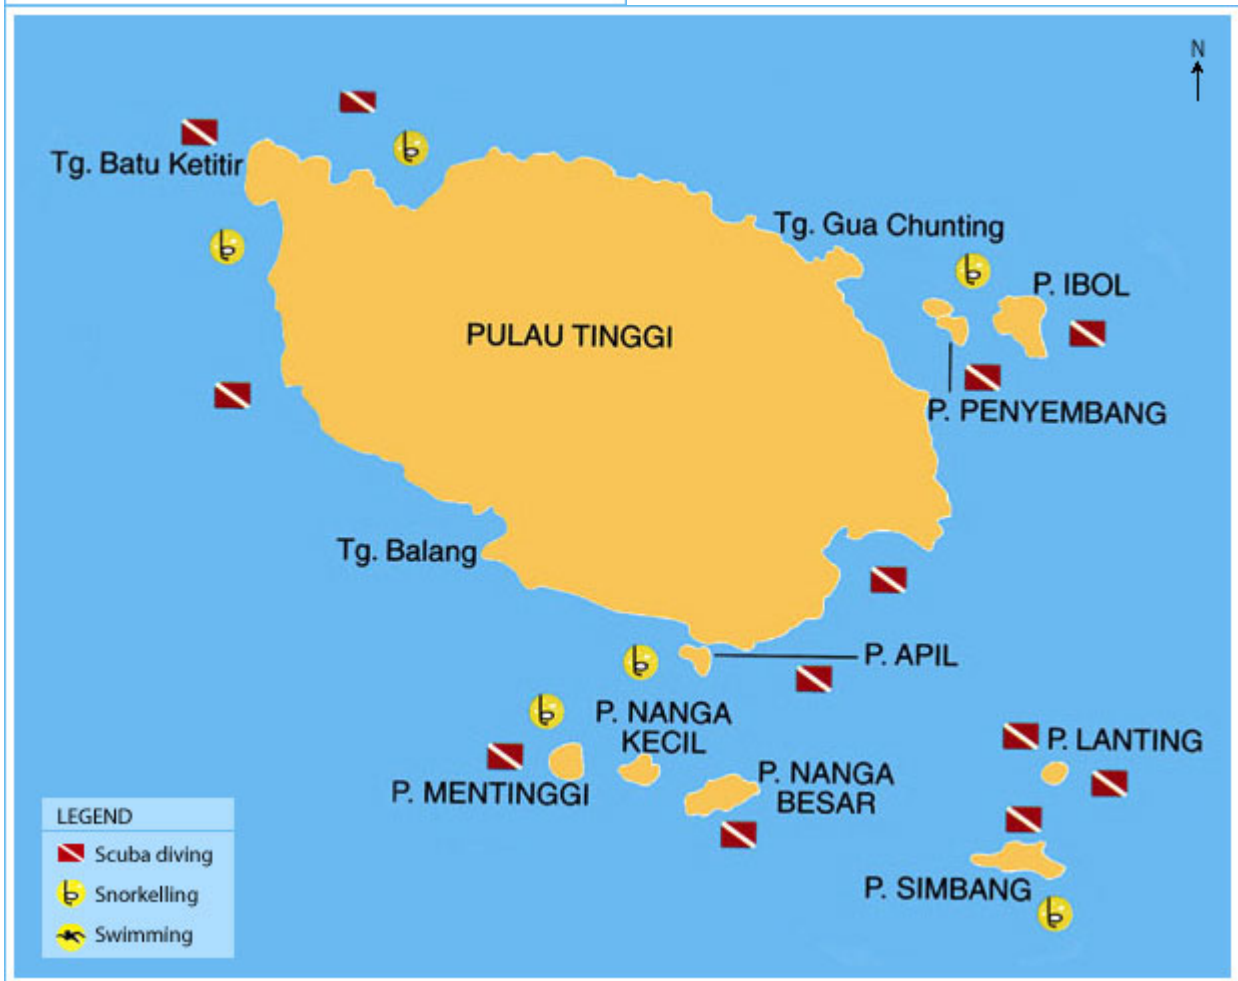 N
Tg. Batu Ketitir
Tg. Gua Chunting
P. IBOL
PULAU TINGGI
P. PENYEMBANG
Tg. Balang
P. APIL
P. NANGA
KECIL
P. LANTING
P. MENTINGGI
P. NANGA
BESAR
P. SIMBANG
LEGEND
Scuba diving
Snorkelling
Swimming